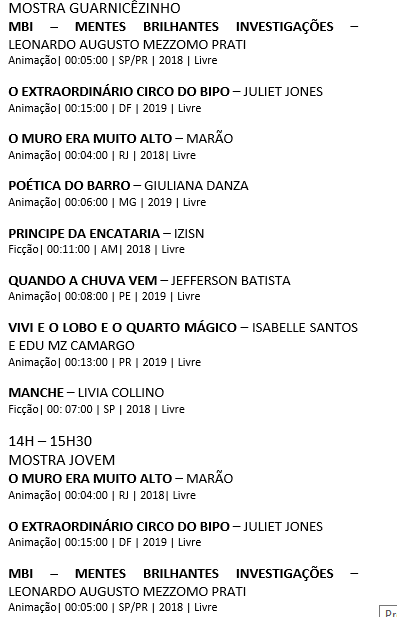 MOSTRA GUARNICÊZINHO
MBI – MENTES BRILHANTES INVESTIGAÇÕES –
LEONARDO AUGUSTO MEZZOMO PRATI
Animação| 00:05:00 | SP/PR | 2018 | Livre
O EXTRAORDINÁRIO CIRCO DO BIPO – JULIET JONES
Animação| 00:15:00 | DF | 2019 | Livre
O MURO ERA MUITO ALTO – MARÃO
Animação| 00:04:00 | RJ | 2018| Livre
POÉTICA DO BARRO – GIULIANA DANZA
Animação| 00:06:00 | MG | 2019 | Livre
PRINCIPE DA ENCATARIA – IZISN
Ficção| 00:11:00 | AM| 2018 | Livre
QUANDO A CHUVA VEM – JEFFERSON BATISTA
Animação| 00:08:00 | PE | 2019 | Livre
VIVI E O LOBO E O QUARTO MÁGICO – ISABELLE SANTOS
E EDU MZ CAMARGO
Animação| 00:13:00 | PR | 2019 | Livre
MANCHE – LIVIA COLLINO
Ficção| 00: 07:00 | SP | 2018 | Livre
14H – 15H30
MOSTRA JOVEM
O MURO ERA MUITO ALTO – MARÃO
Animação| 00:04:00 | RJ | 2018| Livre
O EXTRAORDINÁRIO CIRCO DO BIPO – JULIET JONES
Animação| 00:15:00 | DF | 2019 | Livre
MBI – MENTES BRILHANTES INVESTIGAÇÕES –
LEONARDO AUGUSTO MEZZOMO PRATI
Animação| 00:05:00 | SP/PR | 2018 | Livre